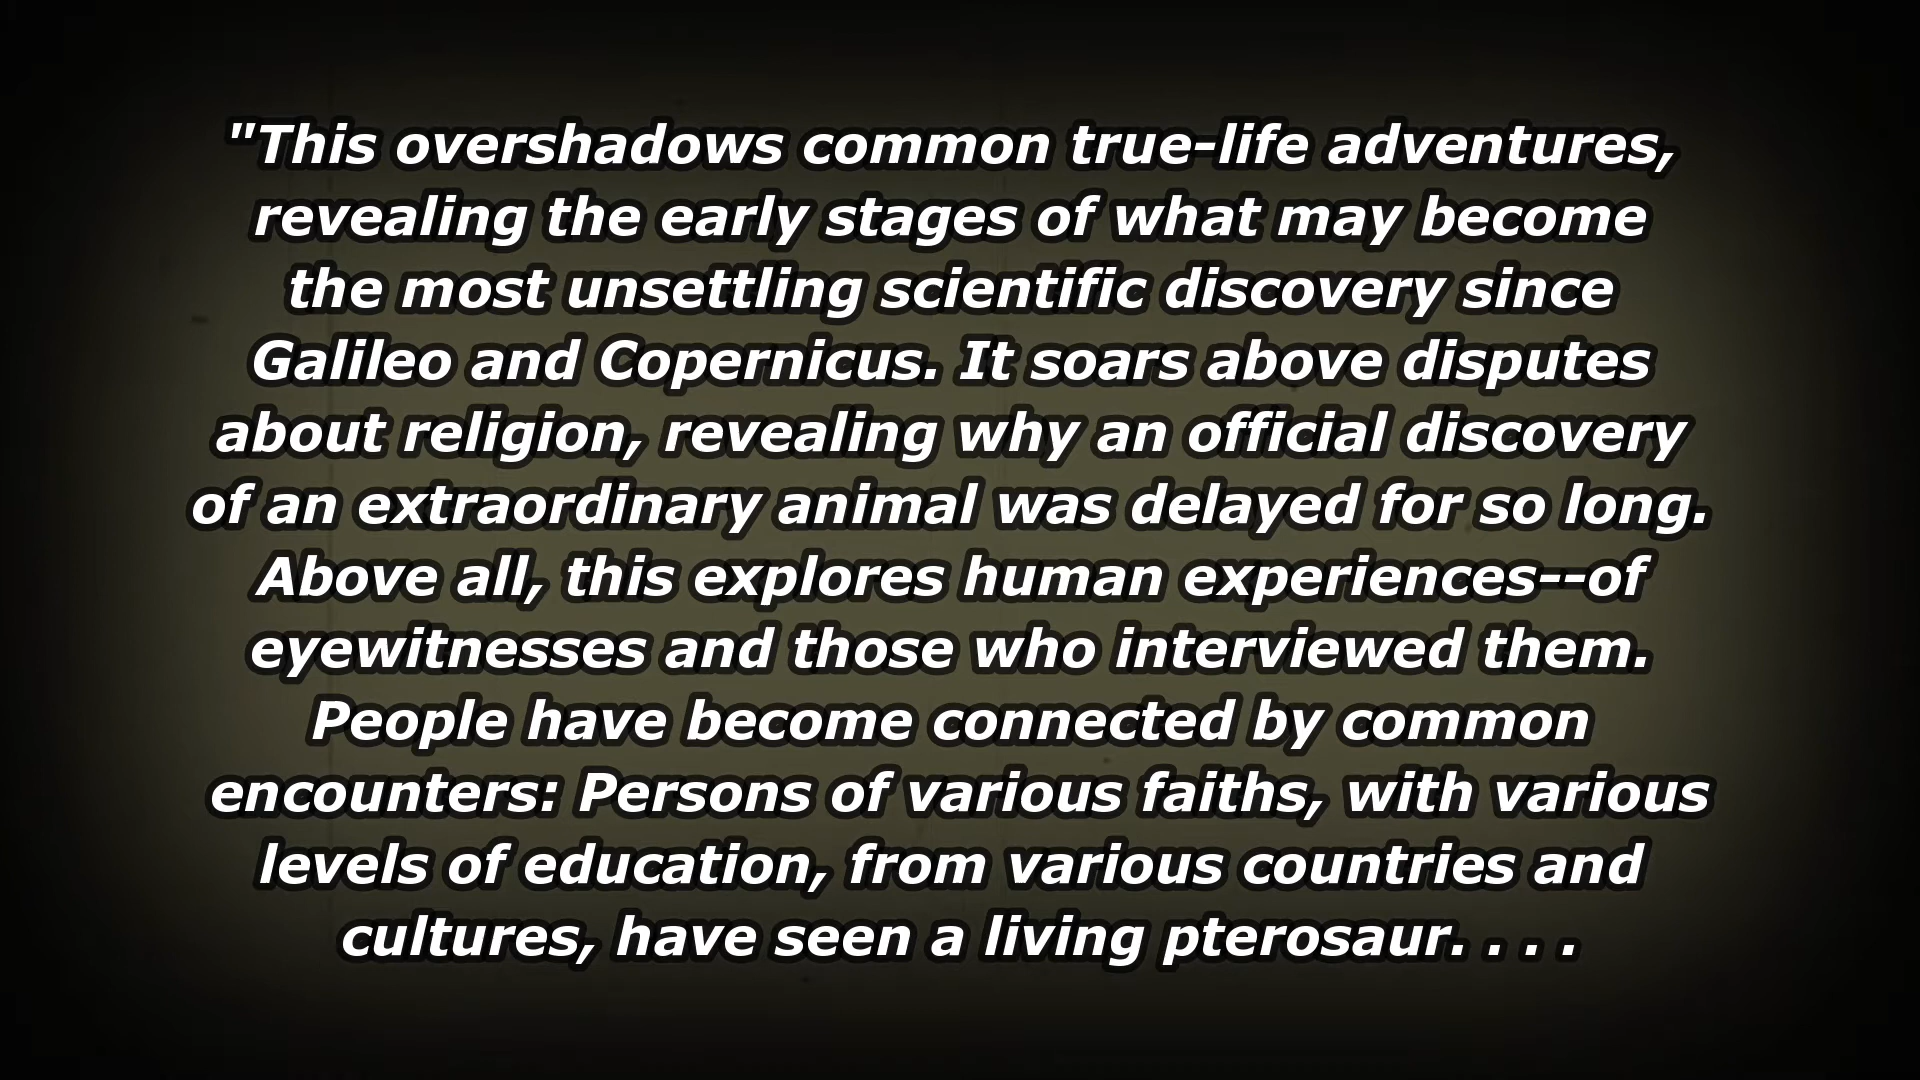 "This overshadows common true-life adventures,
revealing the early stages of what may become
the most unsettling scientific discovery since
Galileo and Copernicus. It soars above disputes
about religion, revealing why an official discovery
of an extraordinary animal was delayed for so long.
Above all, this explores human experiences--of
eyewitnesses and those who interviewed them.
People have become connected by common
encounters: Persons of various faiths, with various
levels of education, from various countries and
cultures, have seen a living pterosaur. . . .